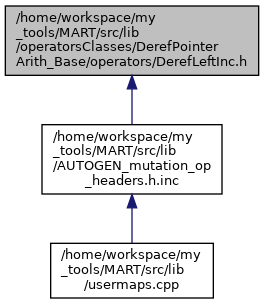 /home/workspace/my
_tools/MART/src/lib
/operatorsClasses/DerefPointer
Arith_Base/operators/DerefLeftInc.h
/home/workspace/my
_tools/MART/src/lib
/AUTOGEN_mutation_op
_headers.h.inc
/home/workspace/my
_tools/MART/src/lib
/usermaps.cpp